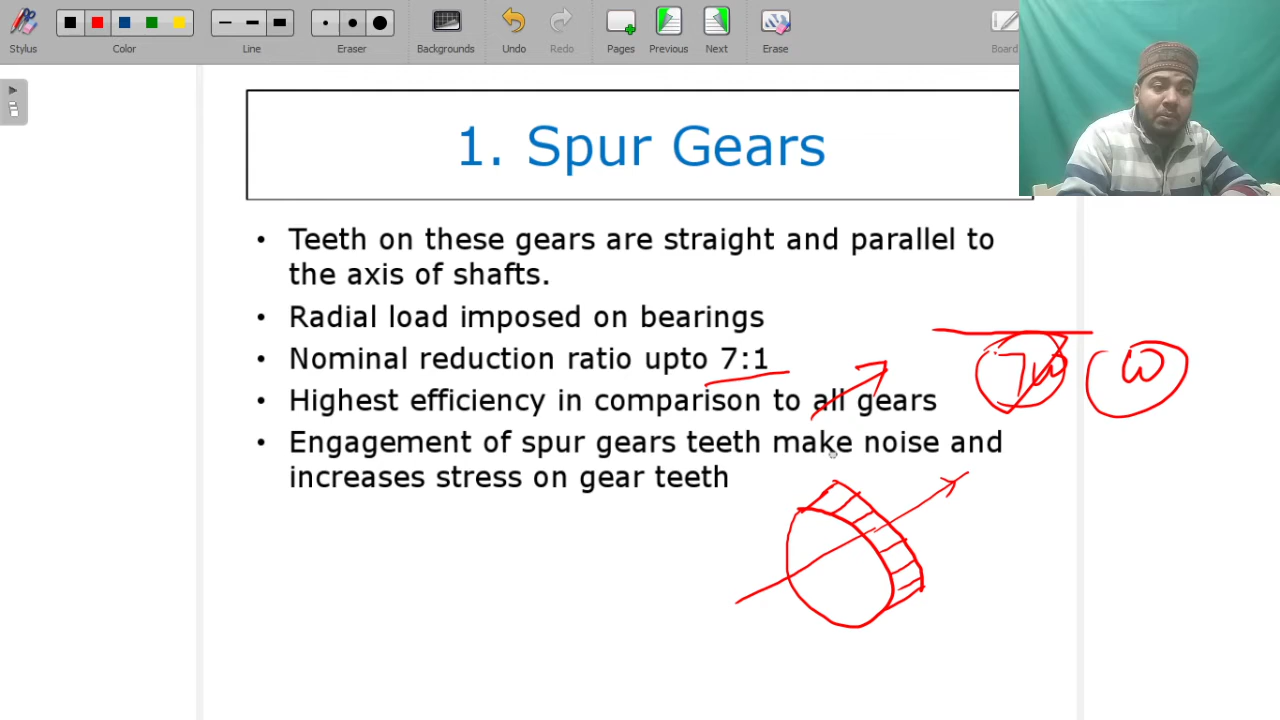 Stylus
Color
Line
Eraser
Backgrounds
Undo
Redo
Pages
Previous
Next
Erase
Board
1. Spur Gears
• Teeth on these gears are straight and parallel to
the axis of shafts.
• Radial load imposed on bearings
• Nominal reduction ratio upto 7:1
• Highest efficiency in comparison to all gears
• Engagement of spur gears teeth make noise and
increases stress on gear teeth
7ω
ω